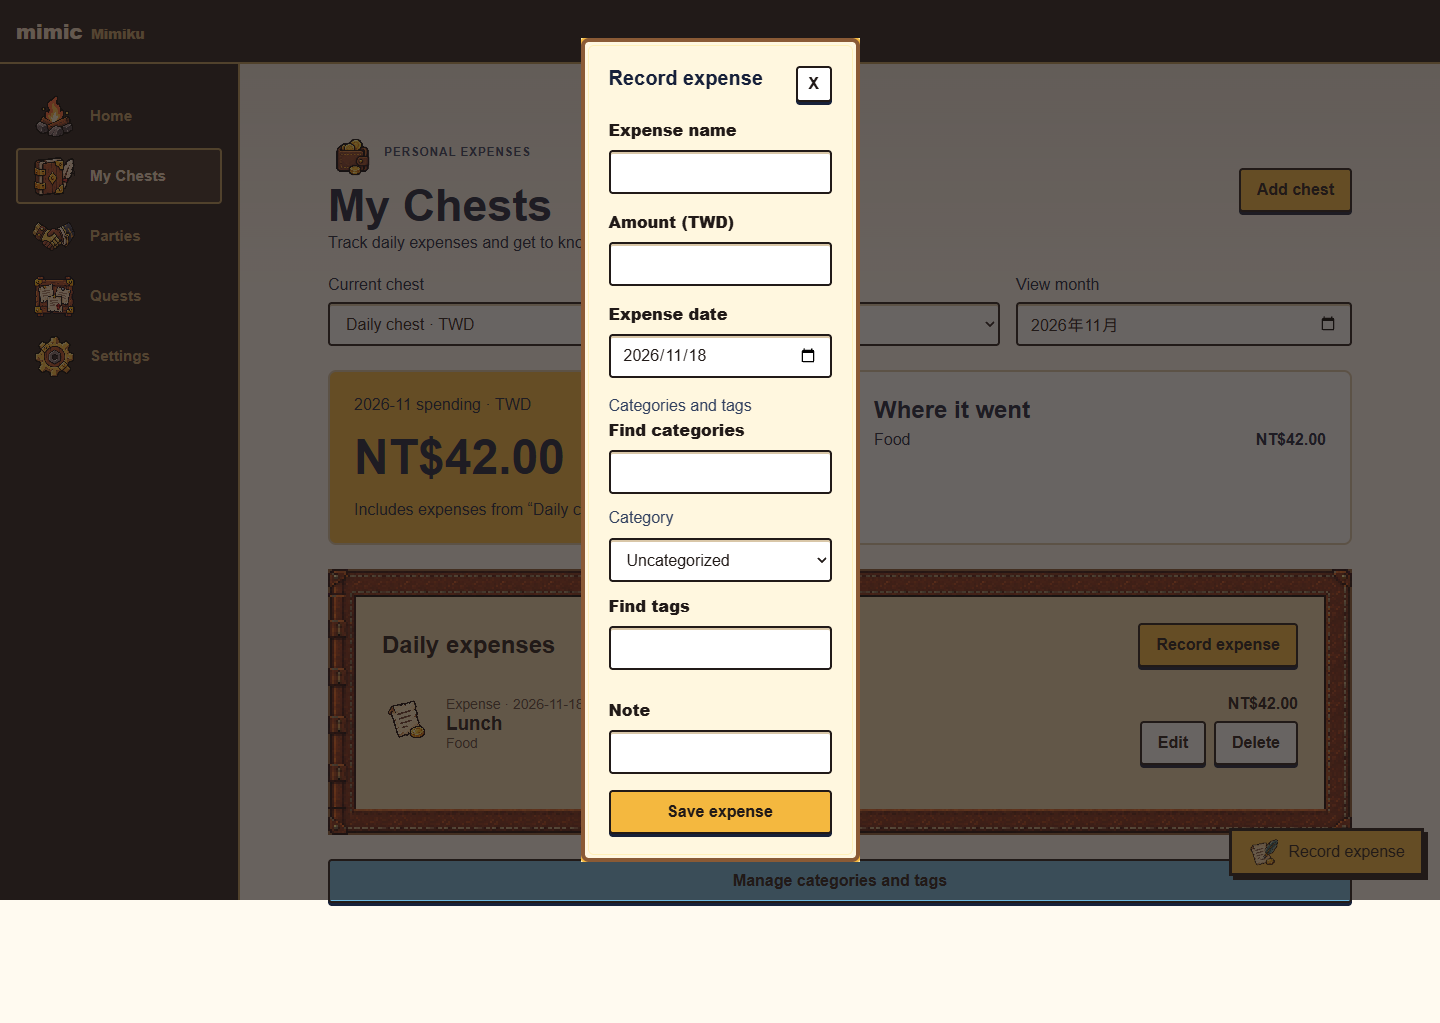 mimic Mimiku
Home
My Chests
Parties
Quests
Settings
PERSONAL EXPENSES
My Chests
Track daily expenses and get to kno
Add chest
Current chest
Daily chest · TWD
View month
2026年11月
2026-11 spending · TWD
NT$42.00
Includes expenses from “Daily c
Where it went
Food NT$42.00
Daily expenses
Record expense
Expense · 2026-11-18
Lunch
Food
NT$42.00
Edit
Delete
Manage categories and tags
Record expense
Record expense
X
Expense name
Amount (TWD)
Expense date
2026/11/18
Categories and tags
Find categories
Category
Uncategorized
Find tags
Note
Save expense